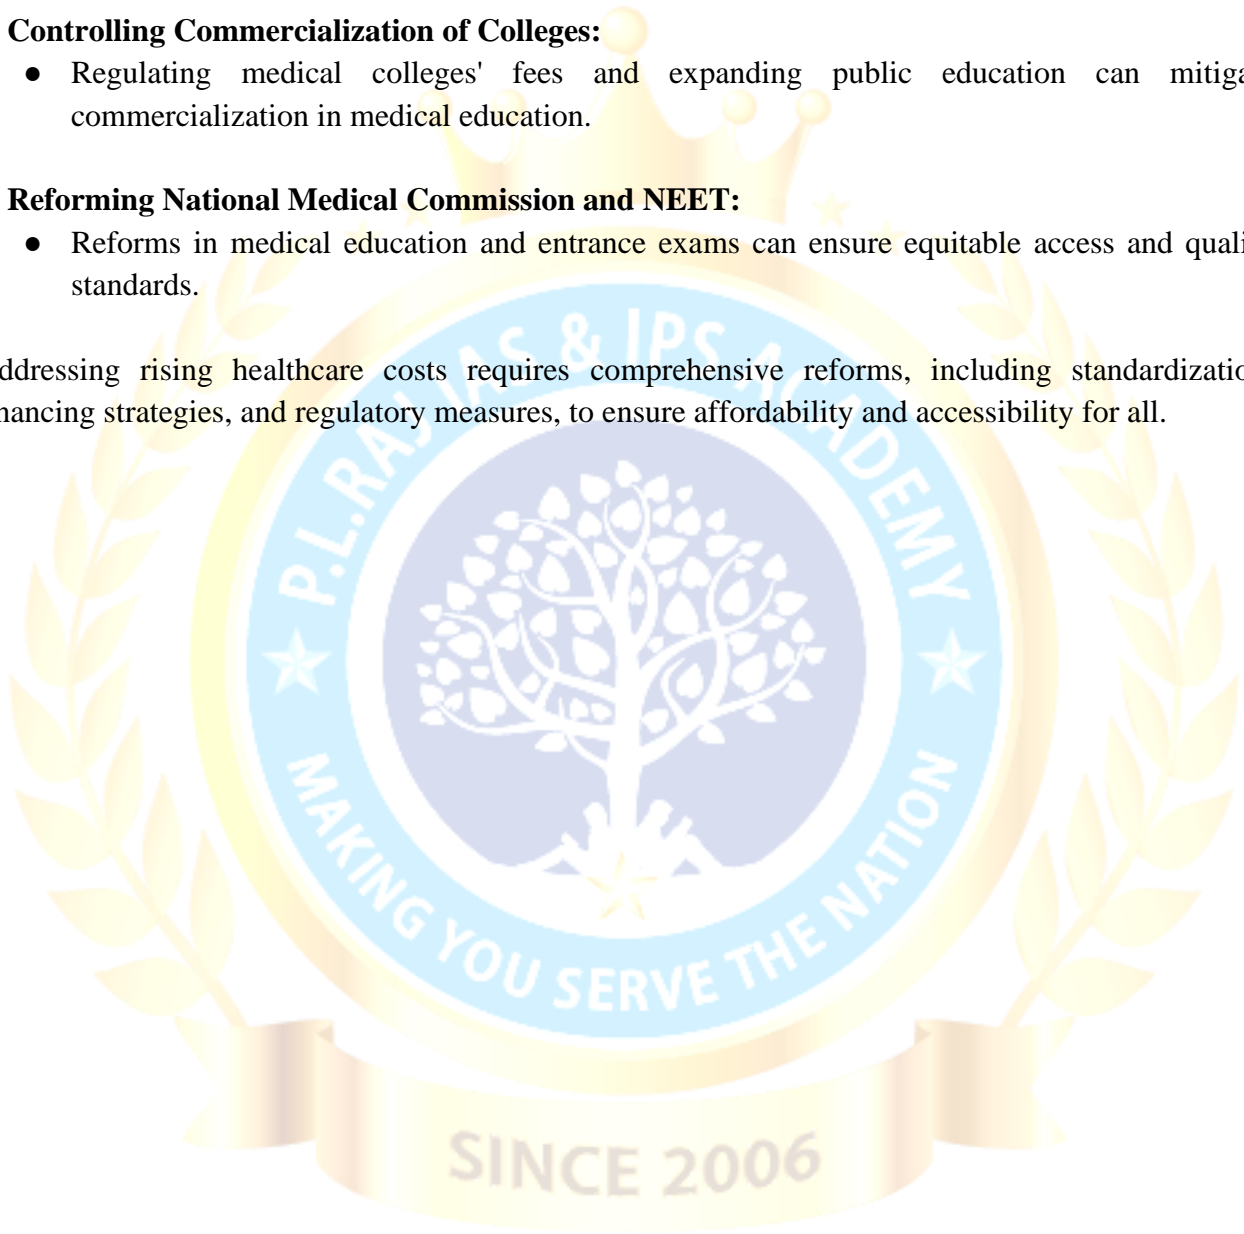 Controlling Commercialization of Colleges:
● Regulating medical colleges' fees and expanding public education can mitiga
commercialization in medical education.
Reforming National Medical Commission and NEET:
● Reforms in medical education and entrance exams can ensure equitable access and quali
standards.
ddressing rising healthcare costs requires comprehensive reforms, including standardizatio
nancing strategies, and regulatory measures, to ensure affordability and accessibility for all.
P.L.RAJ IAS & IPS ACADEMY
MAKING YOU SERVE THE NATION
SINCE 2006